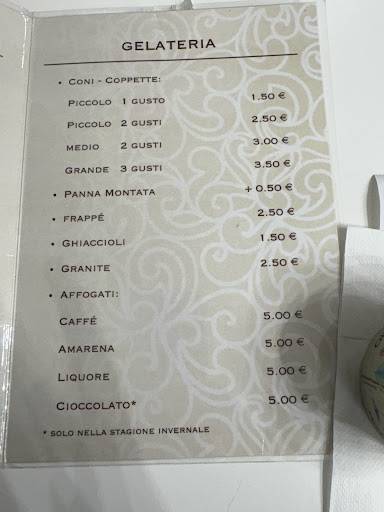 GELATERIA
• CONI - COPPETTE:
PICCOLO 1 GUSTO 1.50 €
PICCOLO 2 GUSTI 2.50 €
MEDIO 2 GUSTI 3.00 €
GRANDE 3 GUSTI 3.50 €
• PANNA MONTATA + 0.50 €
• FRAPPÉ 2.50 €
• GHIACCIOLI 1.50 €
• GRANITE 2.50 €
• AFFOGATI:
CAFFÉ 5.00 €
AMARENA 5.00 €
LIQUORE 5.00 €
CIOCCOLATO* 5.00 €
* SOLO NELLA STAGIONE INVERNALE